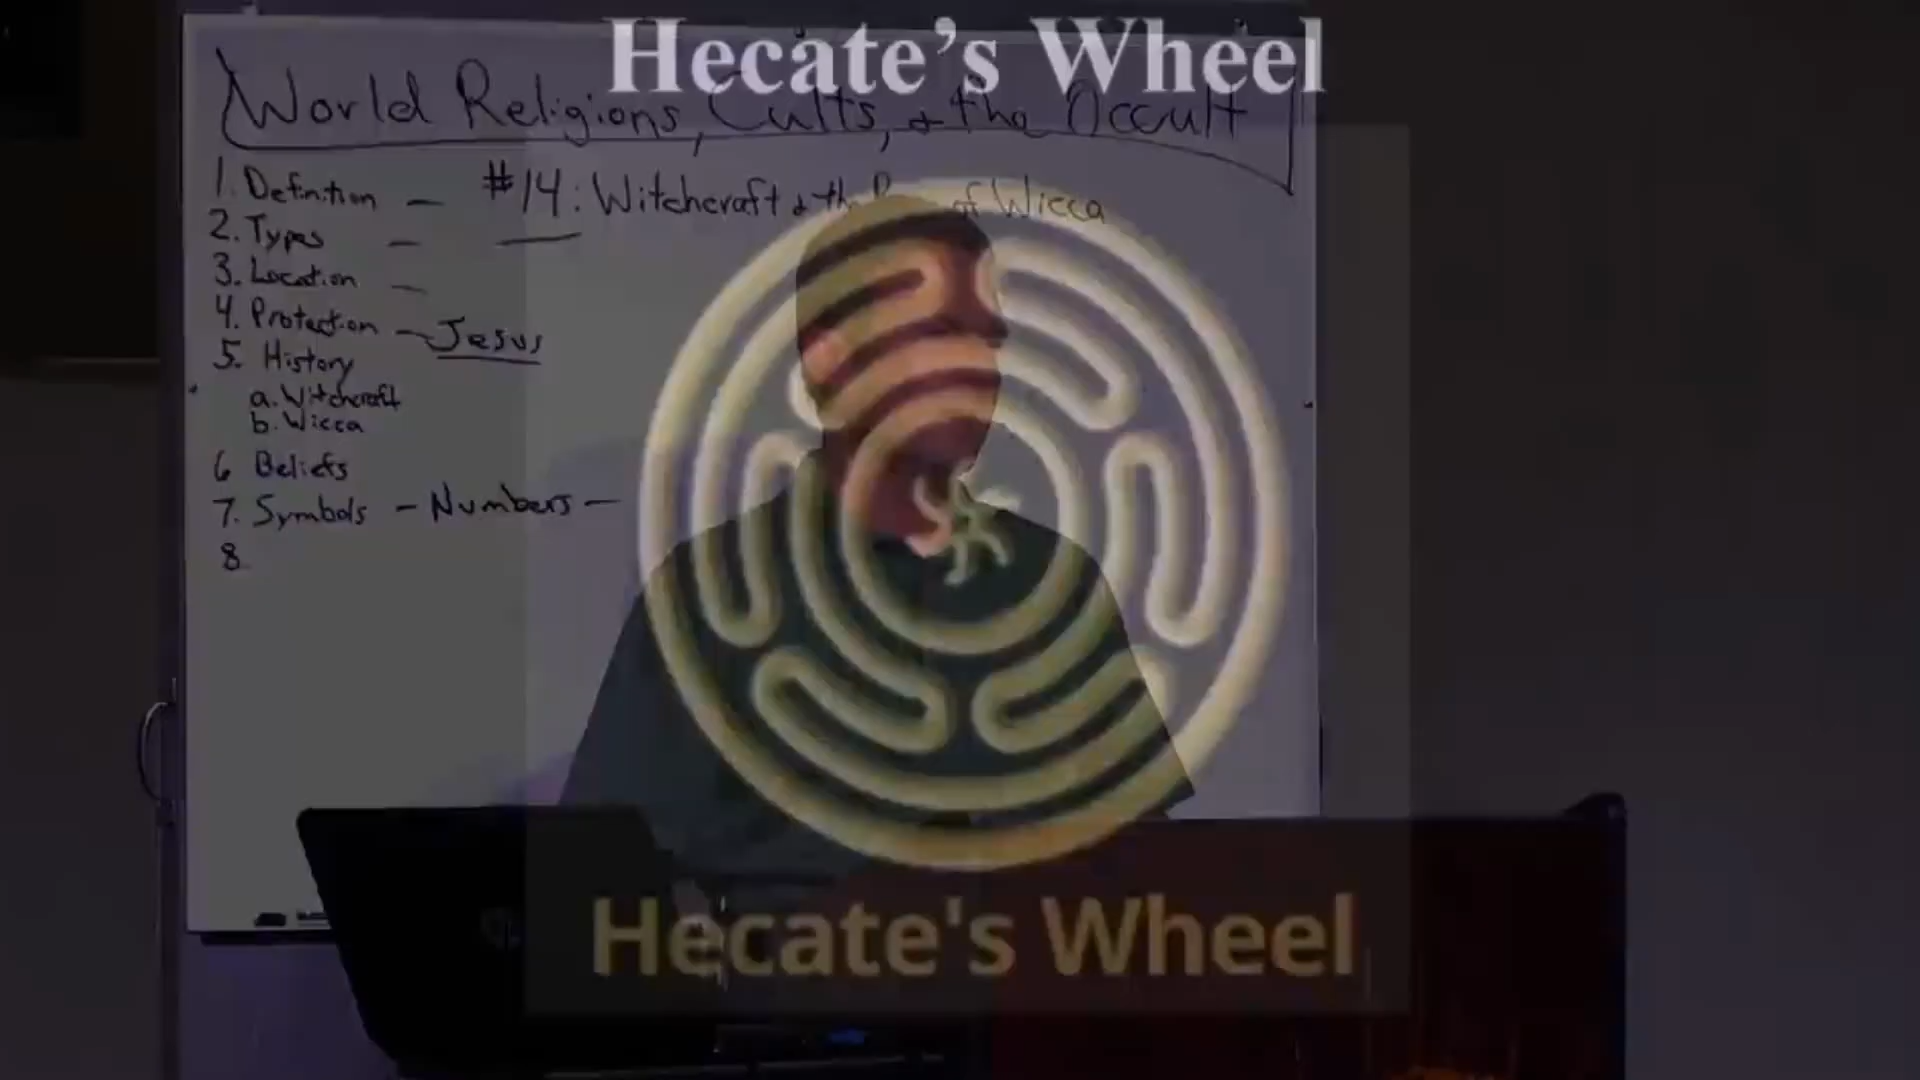 Hecate's Wheel
World Religions, Cults, & the Occult
#14: Witchcraft & the of Wicca
1. Definition —
2. Types —
3. Location —
4. Protection — Jesus
5. History
a. Witchcraft
b. Wicca
6 Beliefs
7. Symbols – Numbers –
8.
Hecate's Wheel